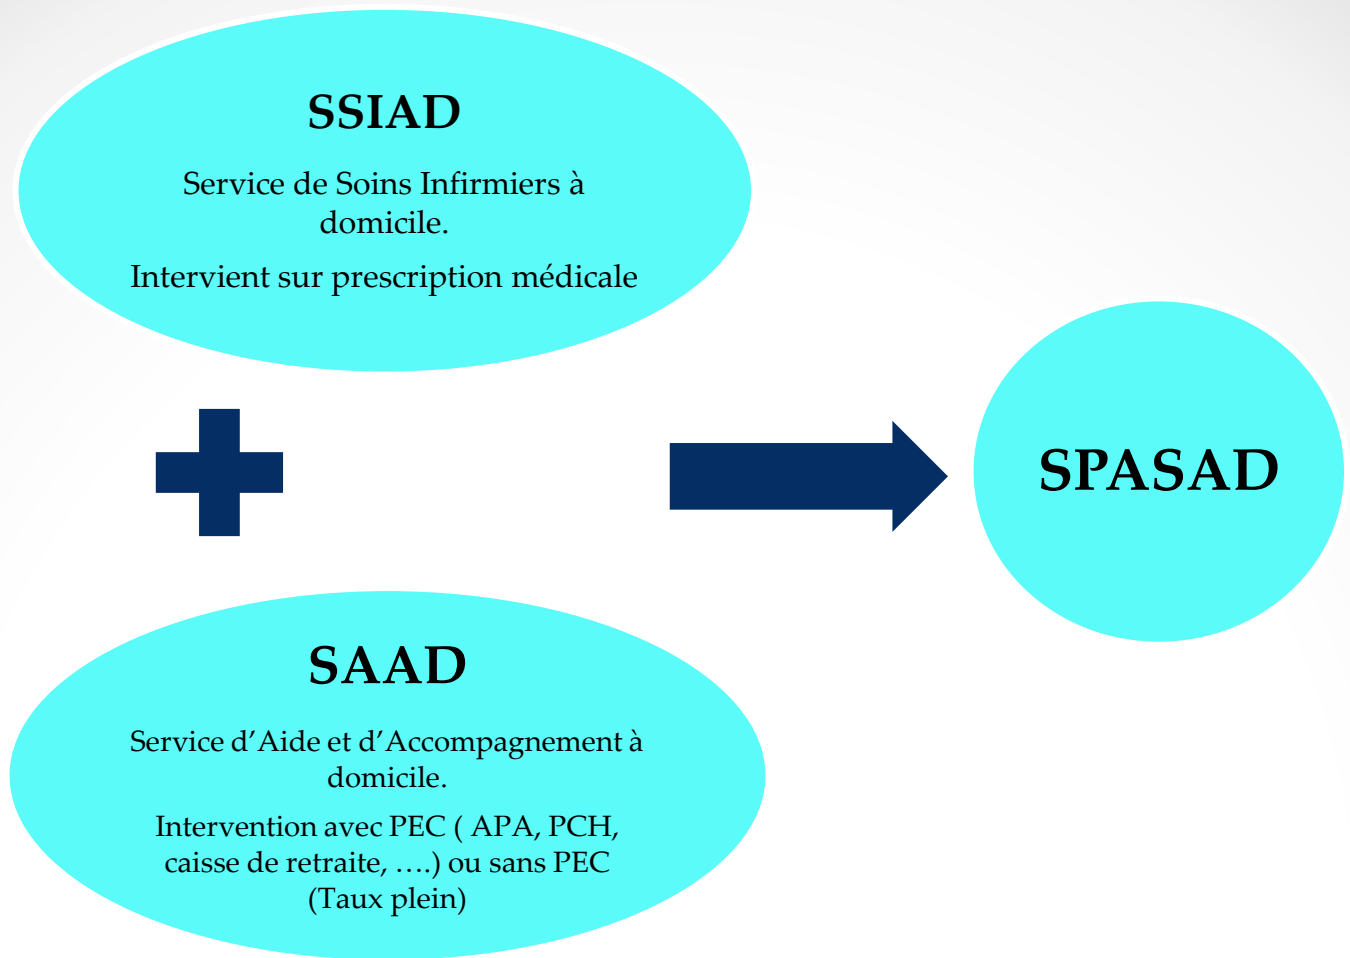 SSIAD
Service de Soins Infirmiers à
domicile.
Intervient sur prescription médicale
SPASAD
SAAD
Service d’Aide et d’Accompagnement à
domicile.
Intervention avec PEC ( APA, PCH,
caisse de retraite, ….) ou sans PEC
(Taux plein)